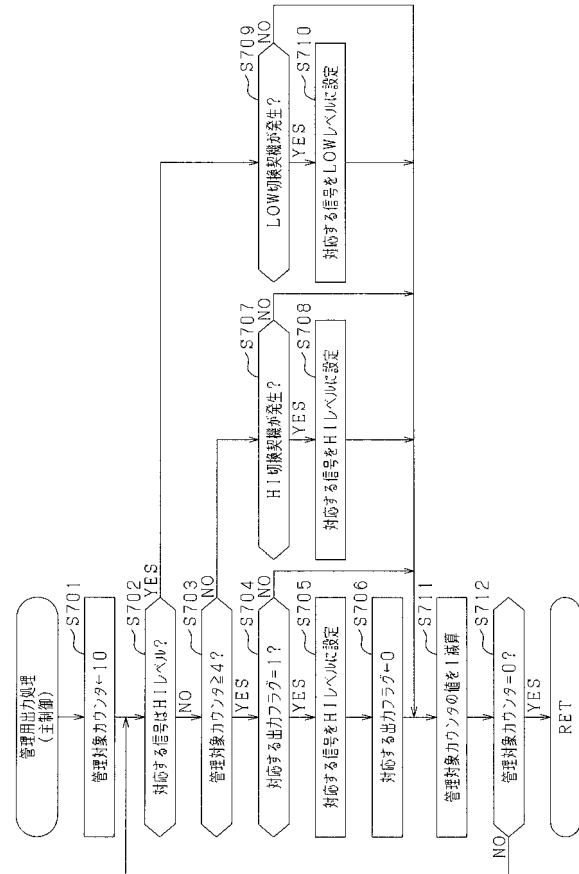 管理用出力処理
(主制御)
S701
管理対象カウンタ←10
S702
対応する信号はHIレベル?
YES
NO
S703
管理対象カウンタ≧4?
NO
YES
S704
対応する出力フラグ=1?
NO
YES
S705
対応する信号をHIレベルに設定
S706
対応する出力フラグ←0
S707
HI切換契機が発生?
NO
YES
S708
対応する信号をHIレベルに設定
S709
LOW切換契機が発生?
NO
YES
S710
対応する信号をLOWレベルに設定
S711
管理対象カウンタの値を1減算
S712
管理対象カウンタ=0?
NO
YES
RET